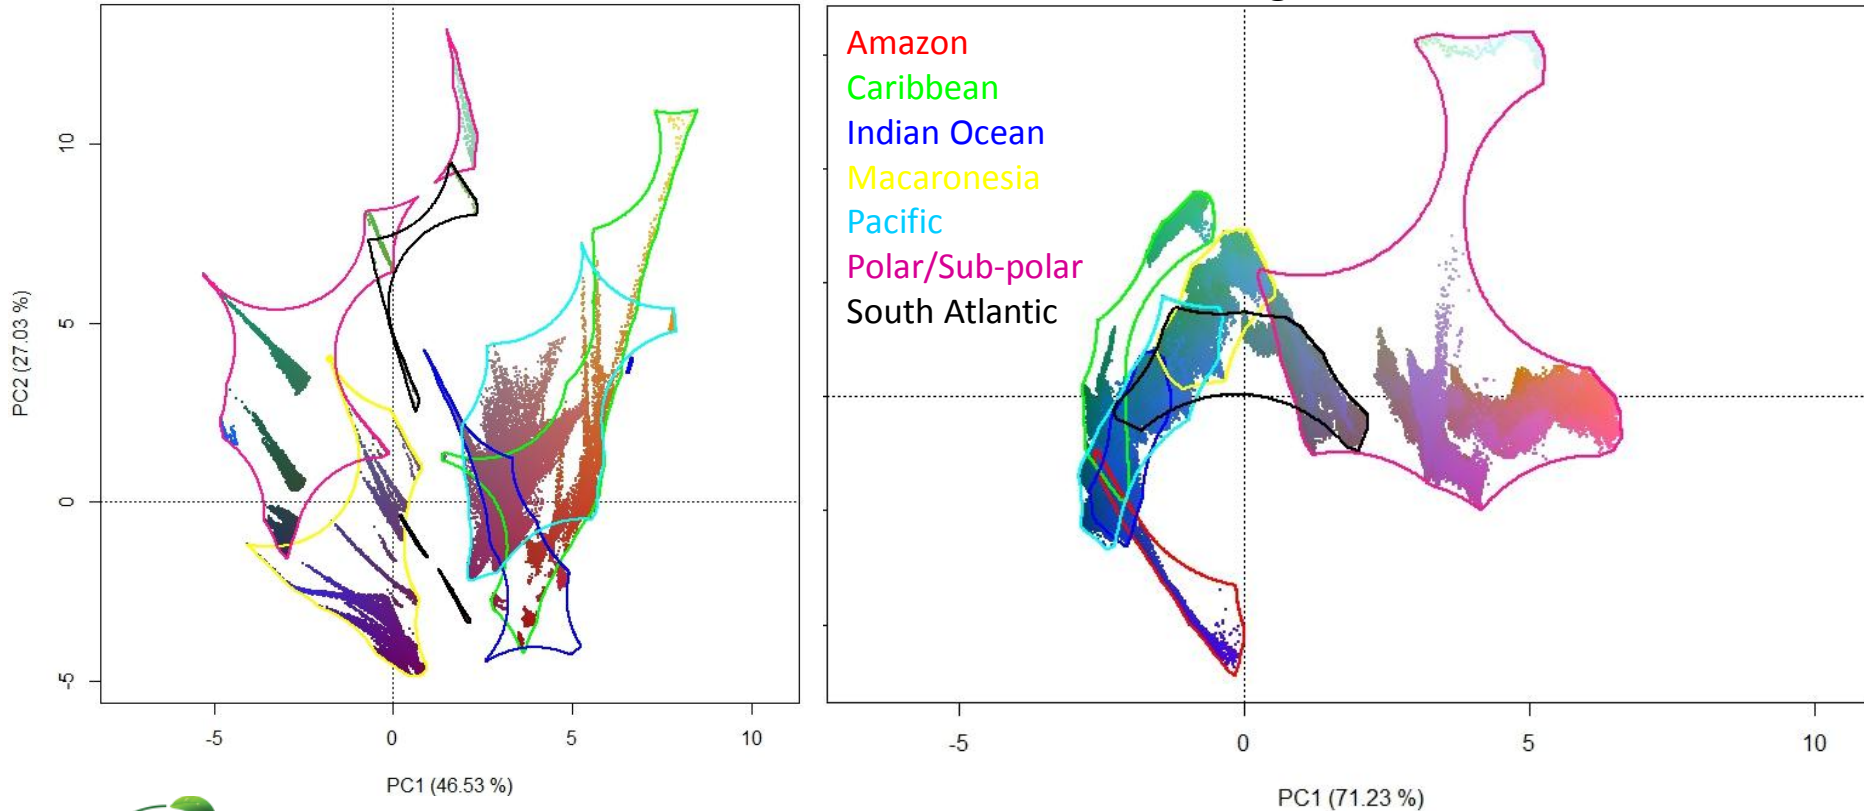 10
5
0
-5
PC2 (27.03 %)
-5
0
5
10
PC1 (46.53 %)
Amazon
Caribbean
Indian Ocean
Macaronesia
Pacific
Polar/Sub-polar
South Atlantic
-5
0
5
10
PC1 (71.23 %)